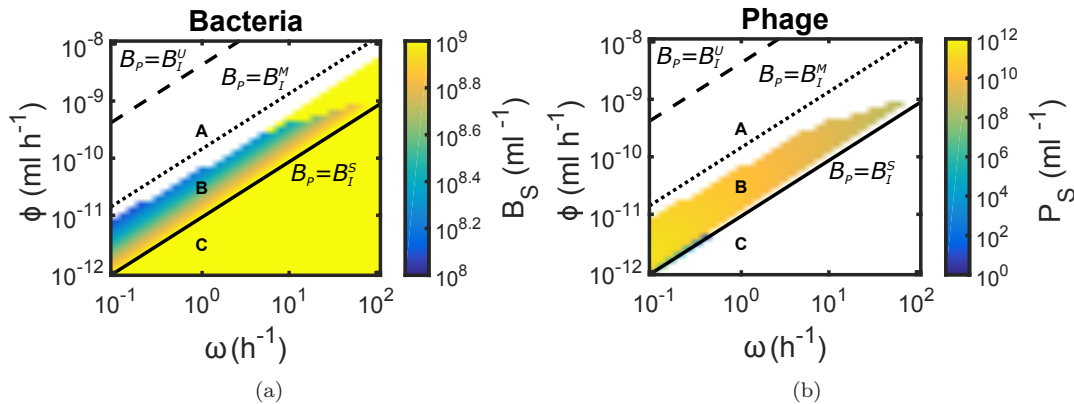 Bacteria
10^-8
10^-9
10^-10
10^-11
10^-12
ϕ (ml h^-1)
B_P=B_I^U
B_P=B_I^M
A
B
B_P=B_I^S
C
10^-1
10^0
10^1
10^2
ω (h^-1)
10^9
10^8.8
10^8.6
10^8.4
10^8.2
10^8
B_S (ml^-1)
(a)
Phage
10^-8
10^-9
10^-10
10^-11
10^-12
ϕ (ml h^-1)
B_P=B_I^U
B_P=B_I^M
A
B
B_P=B_I^S
C
10^-1
10^0
10^1
10^2
ω (h^-1)
10^12
10^10
10^8
10^6
10^4
10^2
10^0
P_S (ml^-1)
(b)